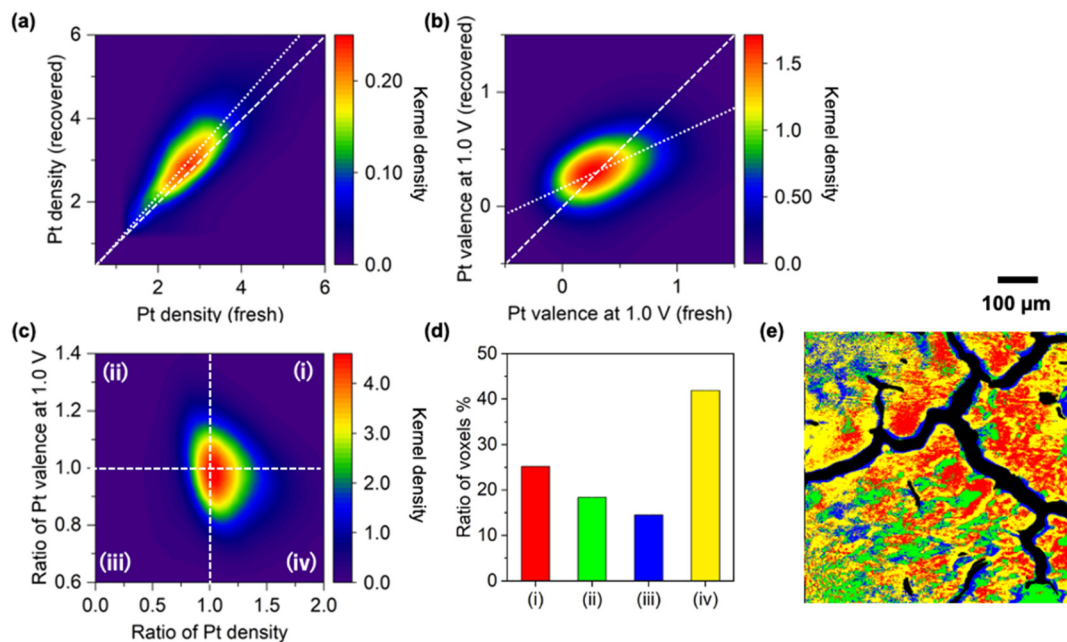 (a)
6
4
2
Pt density (recovered)
2
4
6
Pt density (fresh)
0.20
0.10
0.0
Kernel density
(b)
1
0
Pt valence at 1.0 V (recovered)
0
1
Pt valence at 1.0 V (fresh)
1.5
1.0
0.50
0.0
Kernel density
100 μm
(c)
1.4
1.2
1.0
0.8
0.6
Ratio of Pt valence at 1.0 V
(ii)
(i)
(iii)
(iv)
0.0
0.5
1.0
1.5
2.0
Ratio of Pt density
4.0
3.0
2.0
1.0
0.0
Kernel density
(d)
50
40
30
20
10
0
Ratio of voxels %
(i)
(ii)
(iii)
(iv)
(e)